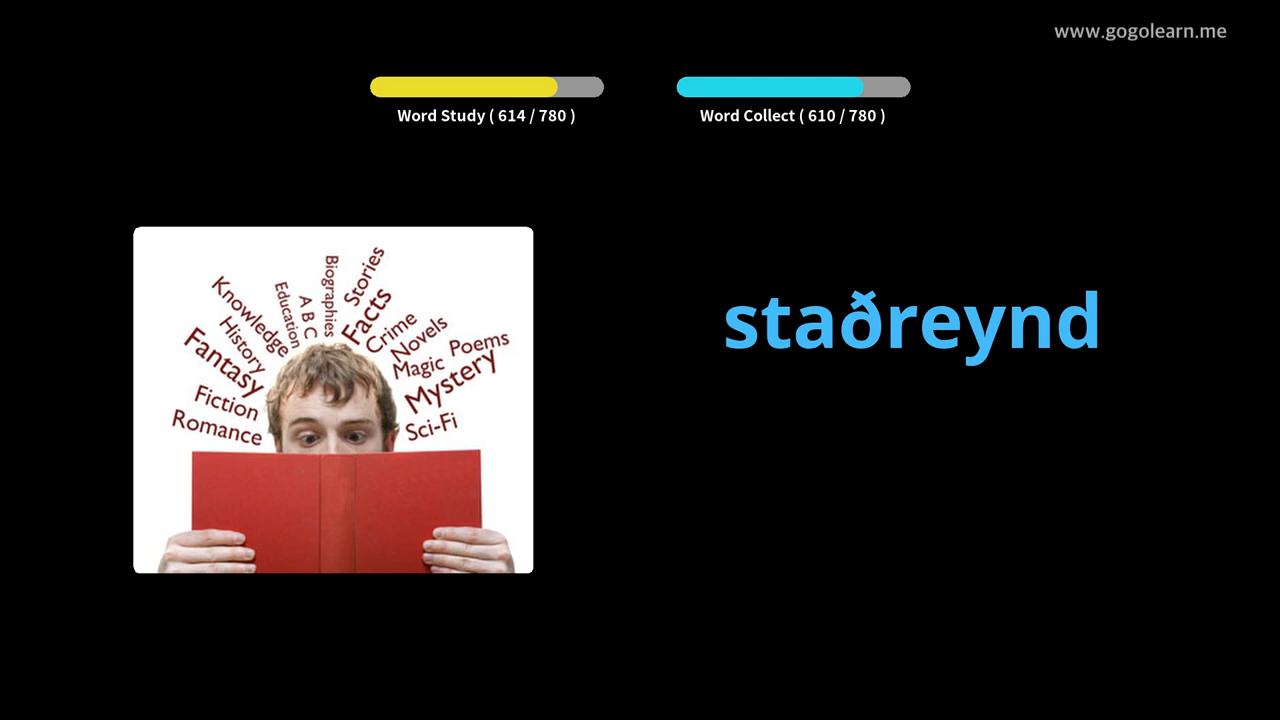 www.gogolearn.me
Word Study ( 614 / 780 )
Word Collect ( 610 / 780 )
staðreynd
Knowledge
History
Fantasy
Fiction
Romance
Education
A B C
Biographies
Stories
Facts
Crime
Novels
Magic
Poems
Mystery
Sci-Fi